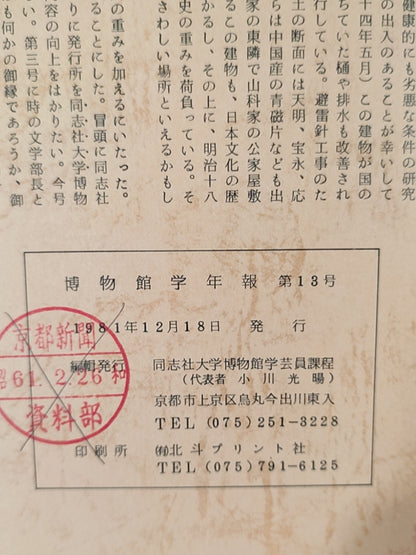 健康的にも劣悪な条件の研究
の出入のあることが幸いして
十四年五月)この建物が国の
ちていた樋や排水も改善され
行している。避雷針工事のた
土の断面には天明、宝永、応
らは中国産の青磁片なども出
家の東隣で山科家の公家屋敷
るこの建物も、日本文化の歴
かるし、その上に、明治十八
史の重みを荷負っている。そ
さわしい場所といえるかもし
の重みを加えるにいたった。
ることにした。冒頭に同志社
りに発行所を同志社大学博物
内容の向上をはかりたい。今号
い。第三号に時の文学部長と
も何かの御縁であろうか、御
博物館学年報 第13号
1981年12月18日 発行
編輯発行 同志社大学博物館学芸員課程
(代表者 小川光暘)
京都市上京区烏丸今出川東入
TEL (075) 251-3228
印刷所 ㈲北斗プリント社
TEL (075) 791-6125
京都新聞
61.2.26
資料部